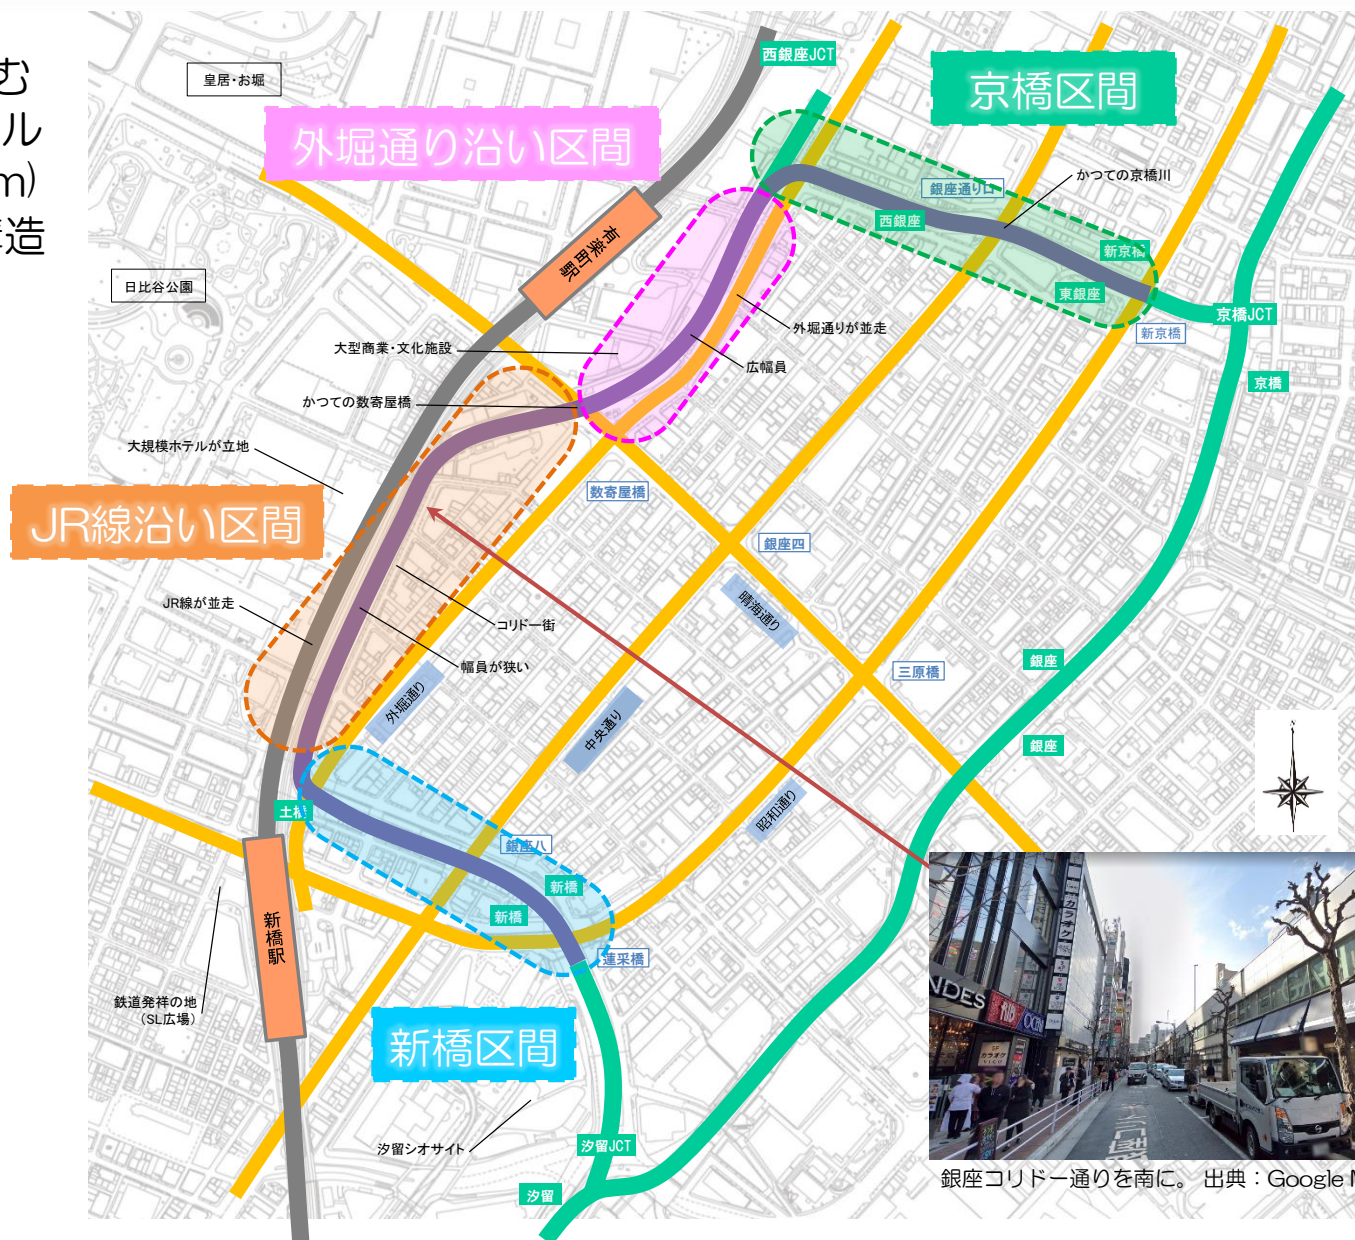 む
ル
m)
造
皇居・お堀
西銀座JCT
京橋区間
外堀通り沿い区間
かつての京橋川
銀座通り口
西銀座
有楽町駅
新京橋
日比谷公園
東銀座
京橋JCT
外堀通りが並走
新京橋
大型商業・文化施設
広幅員
京橋
かつての数寄屋橋
大規模ホテルが立地
数寄屋橋
JR線沿い区間
銀座四
晴海通り
JR線が並走
コリドー街
銀座
幅員が狭い
三原橋
外堀通り
中央通り
銀座
昭和通り
土橋
銀座八
新橋
新橋
新橋駅
蓮采橋
鉄道発祥の地
(SL広場)
新橋区間
汐留シオサイト
汐留JCT
汐留
N
NDES
カラオケ
カラオケ
銀座コリドー通りを南に。 出典：Google M